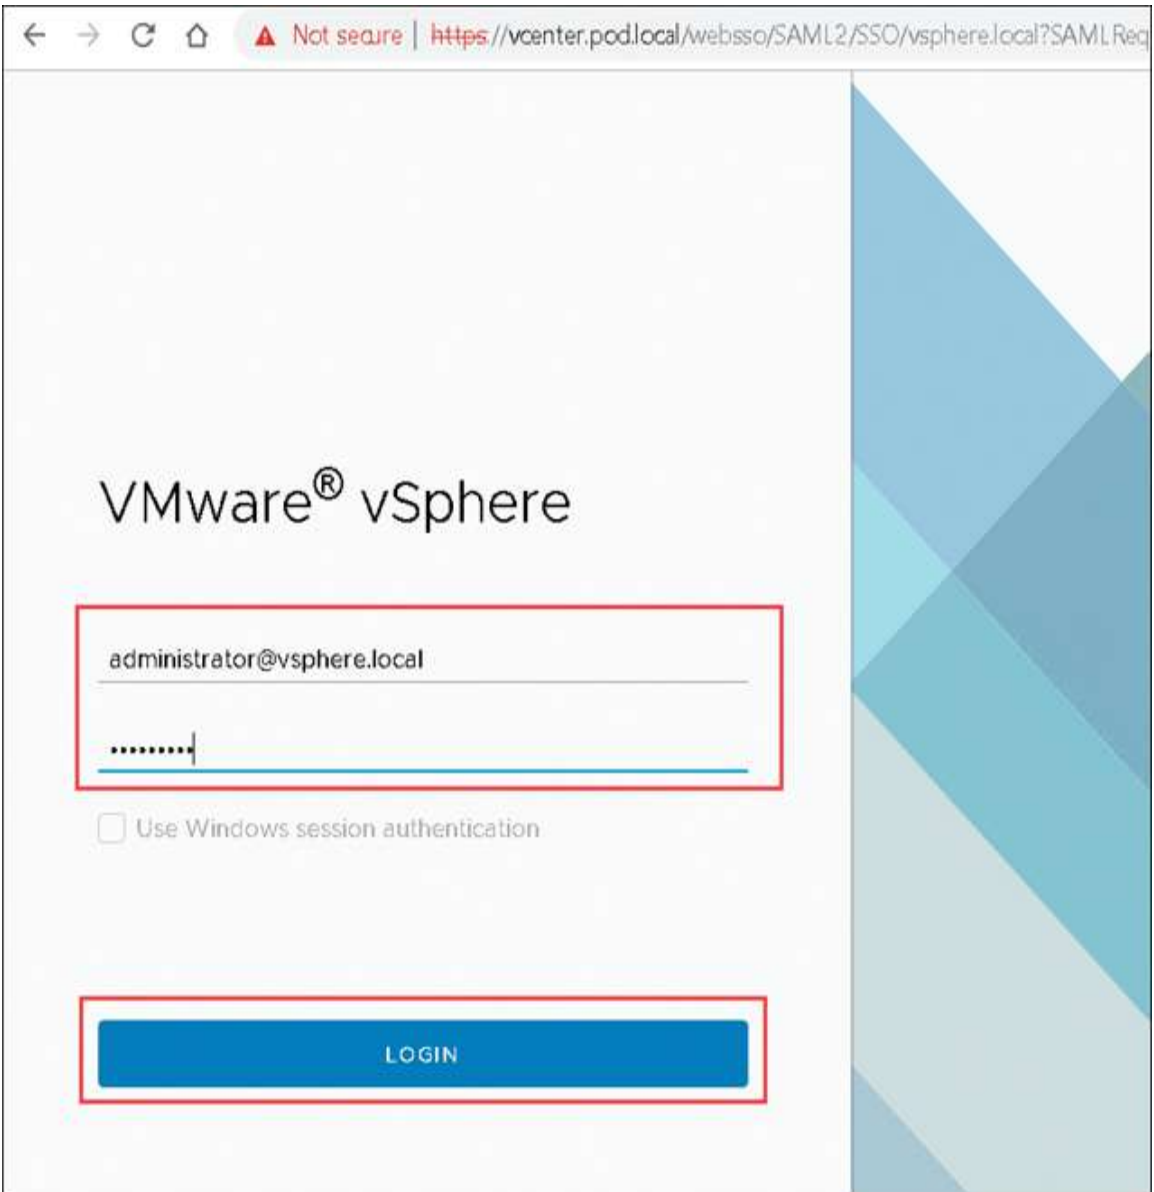 Not secure | https://vcenter.pod.local/websso/SAML2/SSO/vsphere.local?SAMLReq
VMware® vSphere
administrator@vsphere.local
•••••••••
Use Windows session authentication
LOGIN